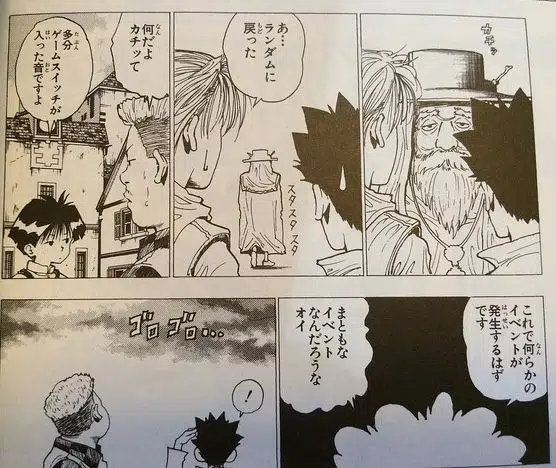 カチッ
あ…
ランダムに
戻った
スタスタスタ
何だよ
カチッて
多分
ゲームスイッチが
入った音ですよ
これで何らかの
イベントが
発生するはず
です
まともな
イベント
なんだろうな
オイ
ゴロゴロ…
!